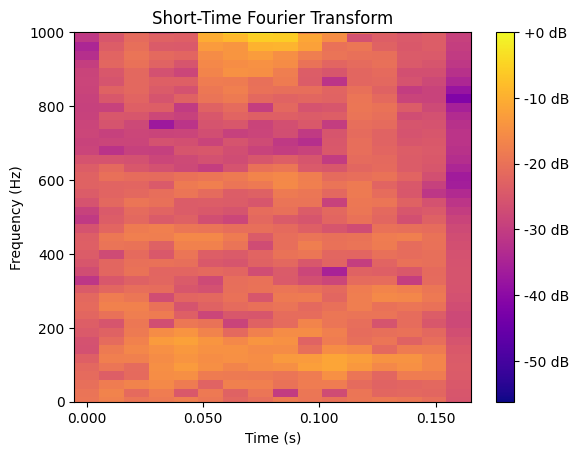 Short-Time Fourier Transform
1000
800
600
400
200
0
Frequency (Hz)
0.000
0.050
0.100
0.150
Time (s)
+0 dB
-10 dB
-20 dB
-30 dB
-40 dB
-50 dB